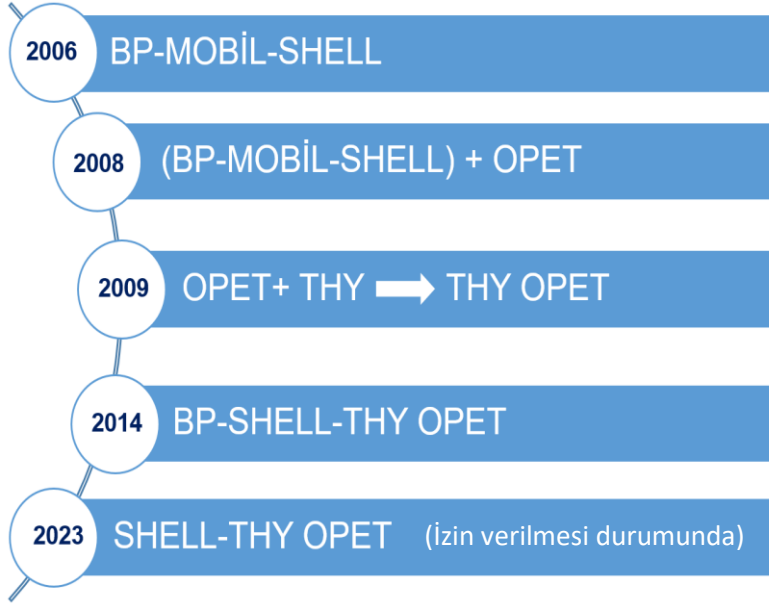 2006 BP-MOBİL-SHELL
2008 (BP-MOBİL-SHELL) + OPET
2009 OPET+ THY → THY OPET
2014 BP-SHELL-THY OPET
2023 SHELL-THY OPET (İzin verilmesi durumunda)